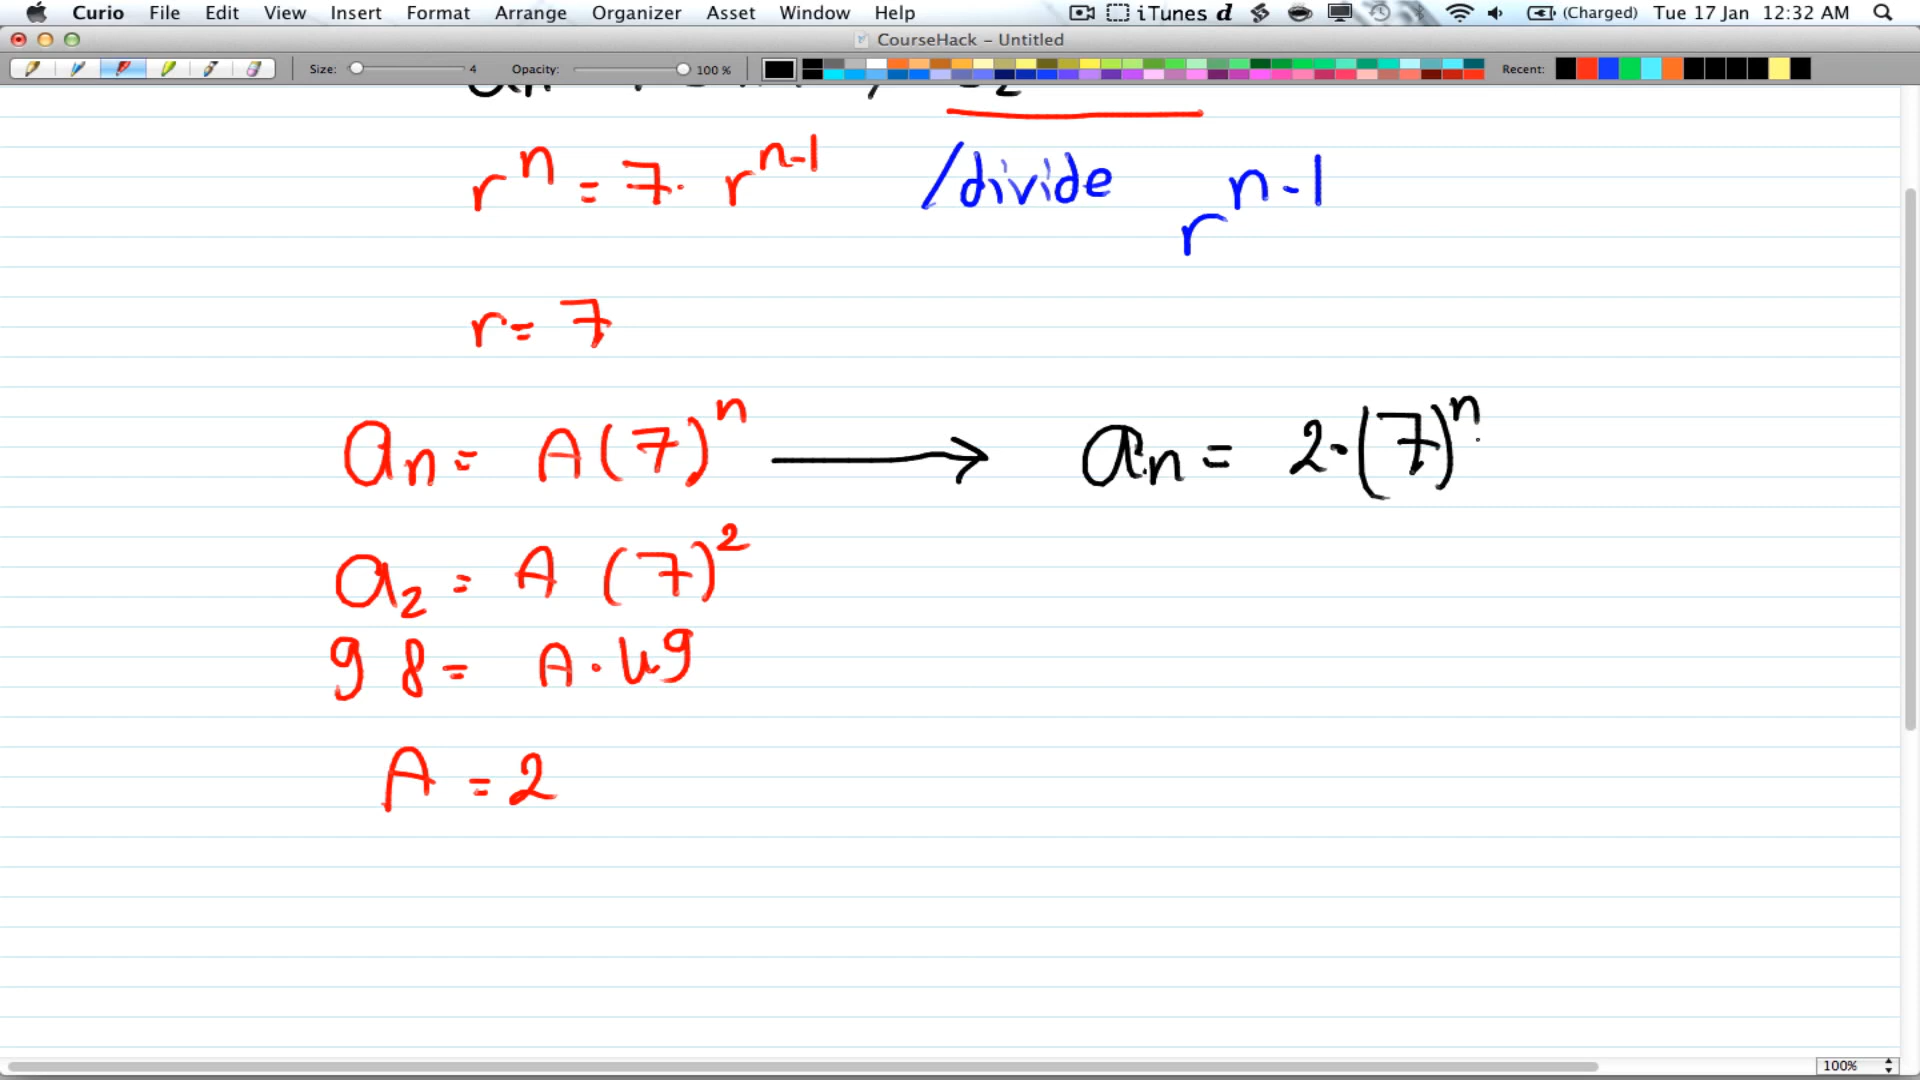 Curio File Edit View Insert Format Arrange Organizer Asset Window Help iTunes d (Charged) Tue 17 Jan 12:32 AM
CourseHack – Untitled
Size: 4 Opacity: 100 % Recent:
rⁿ = 7 · rⁿ⁻¹ /divide rⁿ⁻¹
r = 7
aₙ = A(7)ⁿ → aₙ = 2·(7)ⁿ
a₂ = A (7)²
98 = A · 49
A = 2
100%